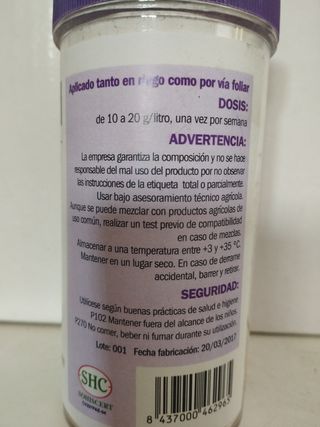 Aplicado tanto en riego como por vía foliar
DOSIS:
de 10 a 20 g/litro, una vez por semana
ADVERTENCIA:
La empresa garantiza la composición y no se hace
responsable del mal uso del producto por no observar
las instrucciones de la etiqueta total o parcialmente.
Usar bajo asesoramiento técnico agrícola.
Aunque se puede mezclar con productos agrícolas de
uso común, realizar un test previo de compatibilidad
en caso de mezclas.
Almacenar a una temperatura entre +3 y +35 °C.
Mantener en un lugar seco. En caso de derrame
accidental, barrer y retirar.
SEGURIDAD:
Utilícese según buenas prácticas de salud e higiene
P102 Mantener fuera del alcance de los niños.
P270 No comer, beber ni fumar durante su utilización.
Lote: 001 Fecha fabricación: 20/03/2017
SHC
SOHISCERT
8 437000 46296